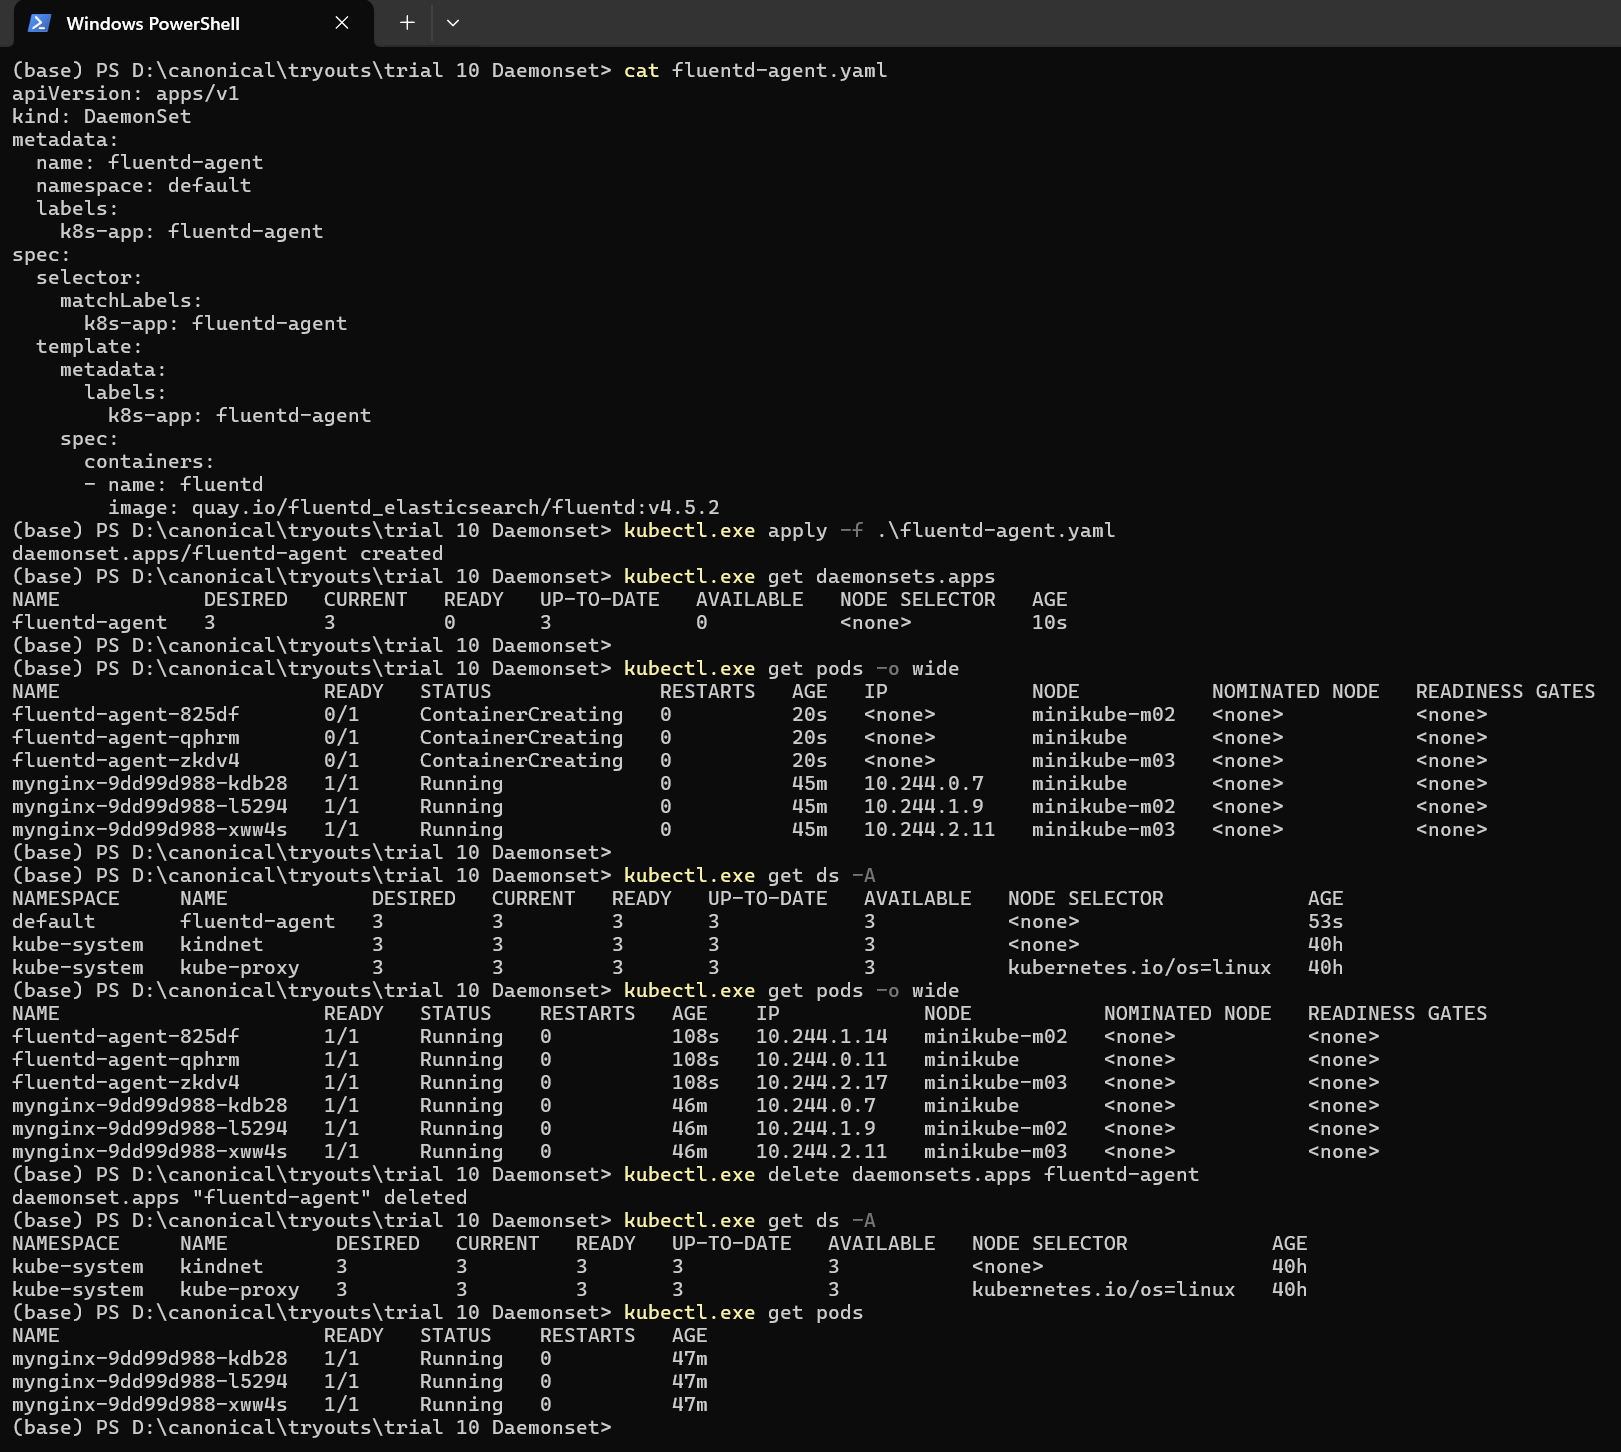 Windows PowerShell
(base) PS D:\canonical\tryouts\trial 10 Daemonset> cat fluentd-agent.yaml
apiVersion: apps/v1
kind: DaemonSet
metadata:
  name: fluentd-agent
  namespace: default
  labels:
    k8s-app: fluentd-agent
spec:
  selector:
    matchLabels:
      k8s-app: fluentd-agent
  template:
    metadata:
      labels:
        k8s-app: fluentd-agent
    spec:
      containers:
      - name: fluentd
        image: quay.io/fluentd_elasticsearch/fluentd:v4.5.2
(base) PS D:\canonical\tryouts\trial 10 Daemonset> kubectl.exe apply -f .\fluentd-agent.yaml
daemonset.apps/fluentd-agent created
(base) PS D:\canonical\tryouts\trial 10 Daemonset> kubectl.exe get daemonsets.apps
NAME            DESIRED   CURRENT   READY   UP-TO-DATE   AVAILABLE   NODE SELECTOR   AGE
fluentd-agent   3         3         0       3            0           <none>          10s
(base) PS D:\canonical\tryouts\trial 10 Daemonset>
(base) PS D:\canonical\tryouts\trial 10 Daemonset> kubectl.exe get pods -o wide
NAME                      READY   STATUS              RESTARTS   AGE   IP            NODE           NOMINATED NODE   READINESS GATES
fluentd-agent-825df       0/1     ContainerCreating   0          20s   <none>        minikube-m02   <none>           <none>
fluentd-agent-qphrm       0/1     ContainerCreating   0          20s   <none>        minikube       <none>           <none>
fluentd-agent-zkdv4       0/1     ContainerCreating   0          20s   <none>        minikube-m03   <none>           <none>
mynginx-9dd99d988-kdb28   1/1     Running             0          45m   10.244.0.7    minikube       <none>           <none>
mynginx-9dd99d988-l5294   1/1     Running             0          45m   10.244.1.9    minikube-m02   <none>           <none>
mynginx-9dd99d988-xww4s   1/1     Running             0          45m   10.244.2.11   minikube-m03   <none>           <none>
(base) PS D:\canonical\tryouts\trial 10 Daemonset>
(base) PS D:\canonical\tryouts\trial 10 Daemonset> kubectl.exe get ds -A
NAMESPACE     NAME            DESIRED   CURRENT   READY   UP-TO-DATE   AVAILABLE   NODE SELECTOR            AGE
default       fluentd-agent   3         3         3       3            3           <none>                   53s
kube-system   kindnet         3         3         3       3            3           <none>                   40h
kube-system   kube-proxy      3         3         3       3            3           kubernetes.io/os=linux   40h
(base) PS D:\canonical\tryouts\trial 10 Daemonset> kubectl.exe get pods -o wide
NAME                      READY   STATUS    RESTARTS   AGE    IP            NODE           NOMINATED NODE   READINESS GATES
fluentd-agent-825df       1/1     Running   0          108s   10.244.1.14   minikube-m02   <none>           <none>
fluentd-agent-qphrm       1/1     Running   0          108s   10.244.0.11   minikube       <none>           <none>
fluentd-agent-zkdv4       1/1     Running   0          108s   10.244.2.17   minikube-m03   <none>           <none>
mynginx-9dd99d988-kdb28   1/1     Running   0          46m    10.244.0.7    minikube       <none>           <none>
mynginx-9dd99d988-l5294   1/1     Running   0          46m    10.244.1.9    minikube-m02   <none>           <none>
mynginx-9dd99d988-xww4s   1/1     Running   0          46m    10.244.2.11   minikube-m03   <none>           <none>
(base) PS D:\canonical\tryouts\trial 10 Daemonset> kubectl.exe delete daemonsets.apps fluentd-agent
daemonset.apps "fluentd-agent" deleted
(base) PS D:\canonical\tryouts\trial 10 Daemonset> kubectl.exe get ds -A
NAMESPACE     NAME         DESIRED   CURRENT   READY   UP-TO-DATE   AVAILABLE   NODE SELECTOR            AGE
kube-system   kindnet      3         3         3       3            3           <none>                   40h
kube-system   kube-proxy   3         3         3       3            3           kubernetes.io/os=linux   40h
(base) PS D:\canonical\tryouts\trial 10 Daemonset> kubectl.exe get pods
NAME                      READY   STATUS    RESTARTS   AGE
mynginx-9dd99d988-kdb28   1/1     Running   0          47m
mynginx-9dd99d988-l5294   1/1     Running   0          47m
mynginx-9dd99d988-xww4s   1/1     Running   0          47m
(base) PS D:\canonical\tryouts\trial 10 Daemonset>